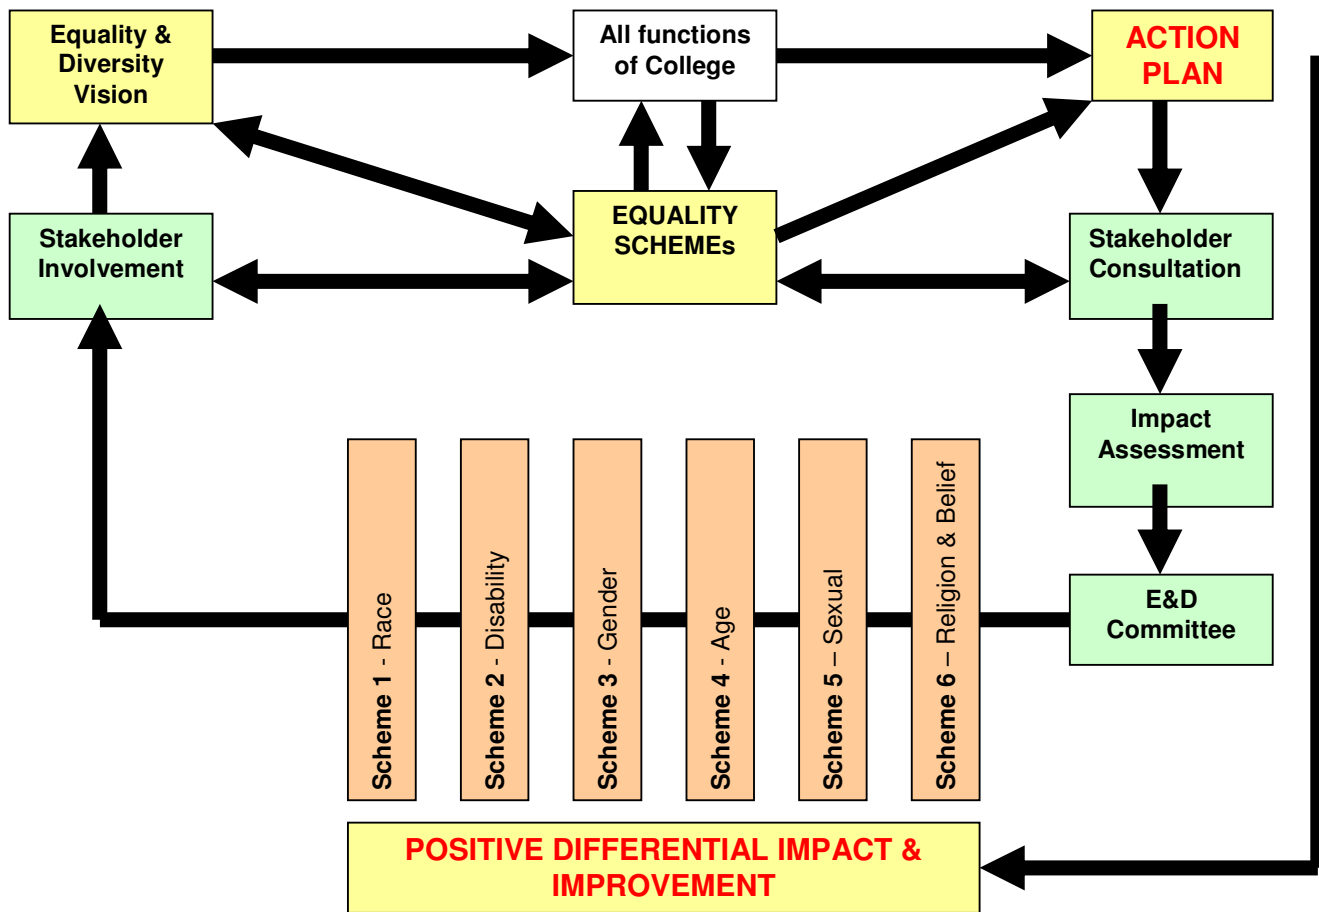 Equality &
Diversity
Vision
All functions
of College
ACTION
PLAN
Stakeholder
Involvement
EQUALITY
SCHEMEs
Stakeholder
Consultation
Impact
Assessment
E&D
Committee
Scheme 1 - Race
Scheme 2 - Disability
Scheme 3 - Gender
Scheme 4 - Age
Scheme 5 – Sexual
Scheme 6 – Religion & Belief
POSITIVE DIFFERENTIAL IMPACT &
IMPROVEMENT